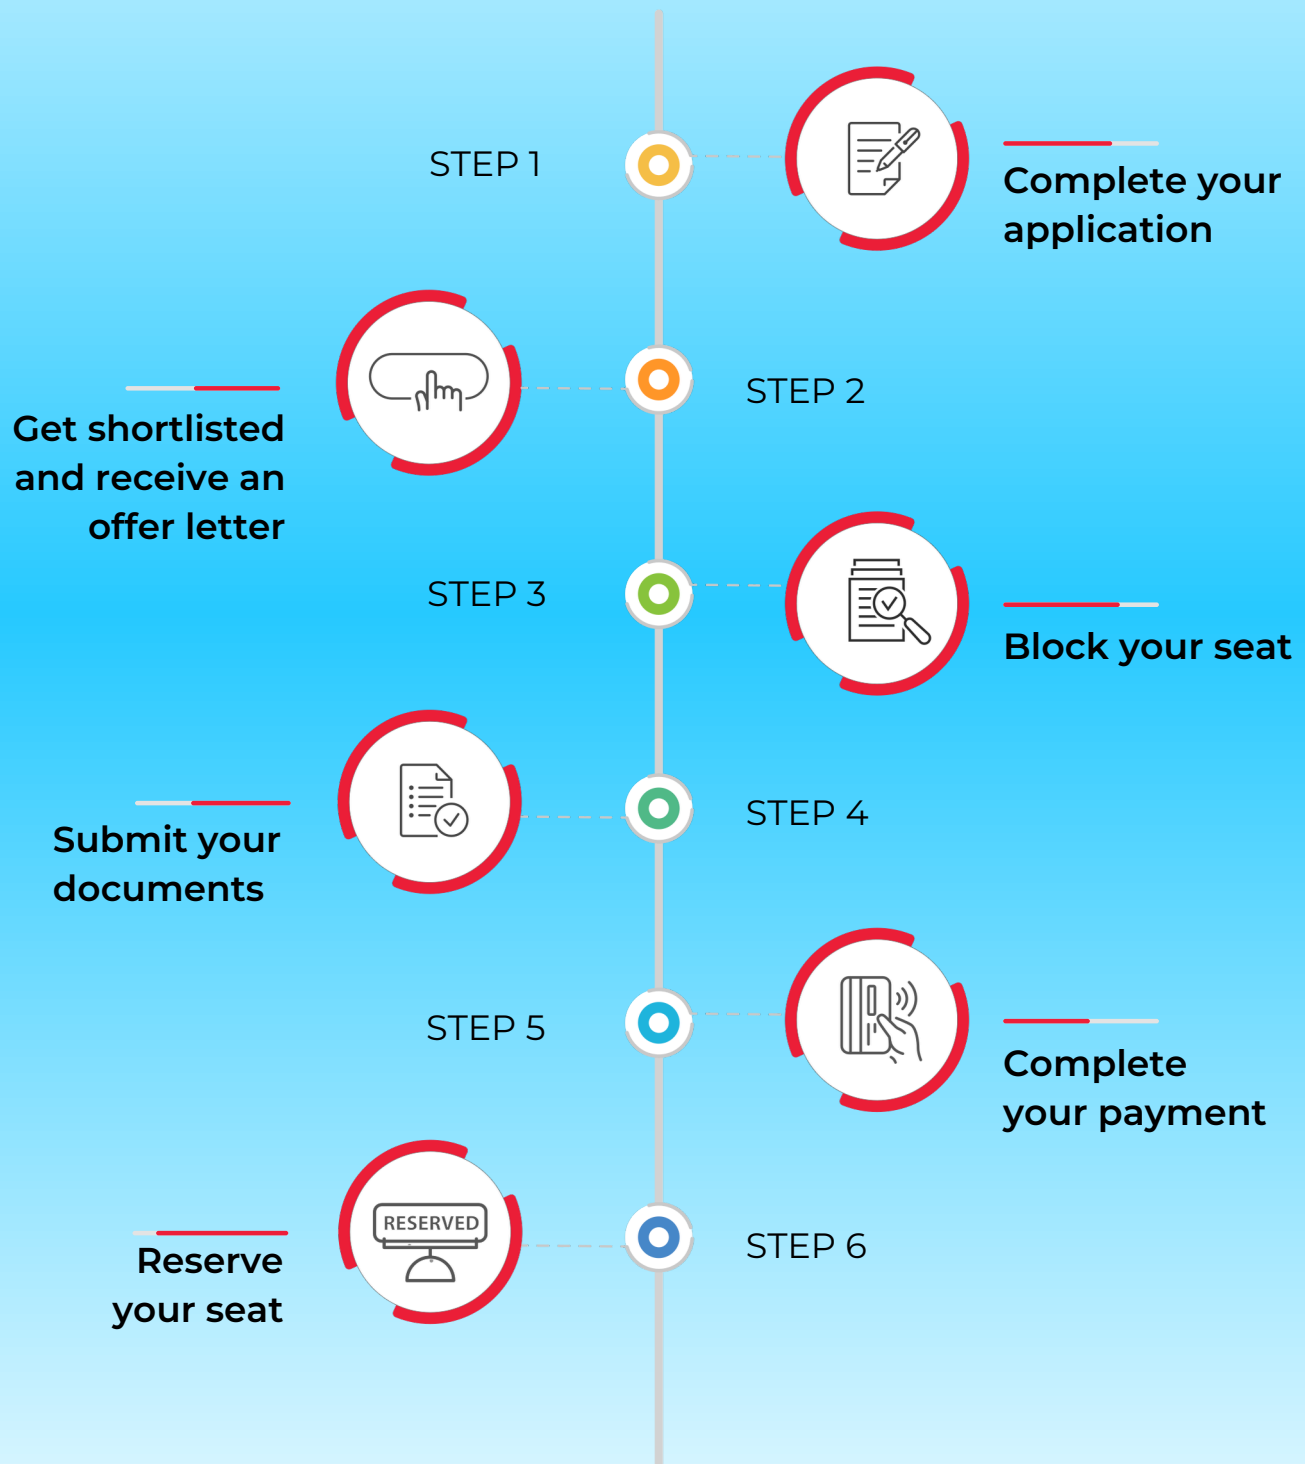 STEP 1
Complete your
application
STEP 2
Get shortlisted
and receive an
offer letter
STEP 3
Block your seat
STEP 4
Submit your
documents
STEP 5
Complete
your payment
STEP 6
RESERVED
Reserve
your seat